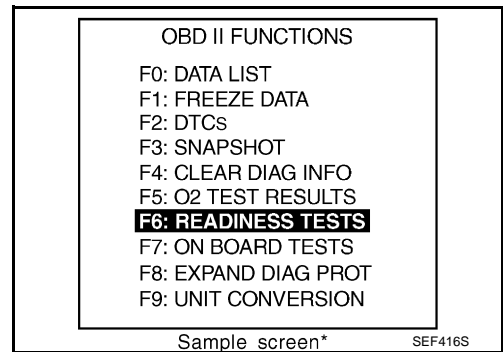 OBD II FUNCTIONS
F0: DATA LIST
F1: FREEZE DATA
F2: DTCs
F3: SNAPSHOT
F4: CLEAR DIAG INFO
F5: O2 TEST RESULTS
F6: READINESS TESTS
F7: ON BOARD TESTS
F8: EXPAND DIAG PROT
F9: UNIT CONVERSION
Sample screen* SEF416S